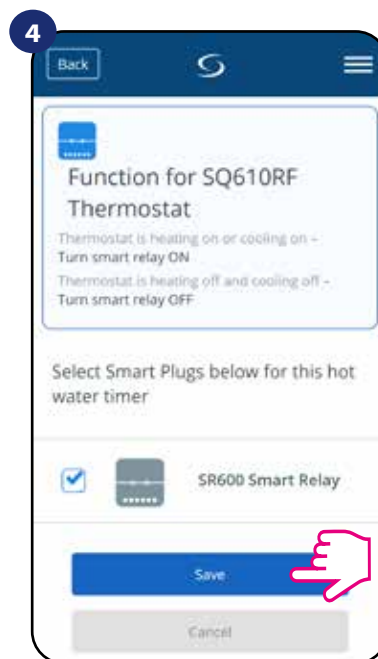 4
Back
Function for SQ610RF
Thermostat
Thermostat is heating on or cooling on –
Turn smart relay ON
Thermostat is heating off and cooling off –
Turn smart relay OFF
Select Smart Plugs below for this hot
water timer
SR600 Smart Relay
Save
Cancel